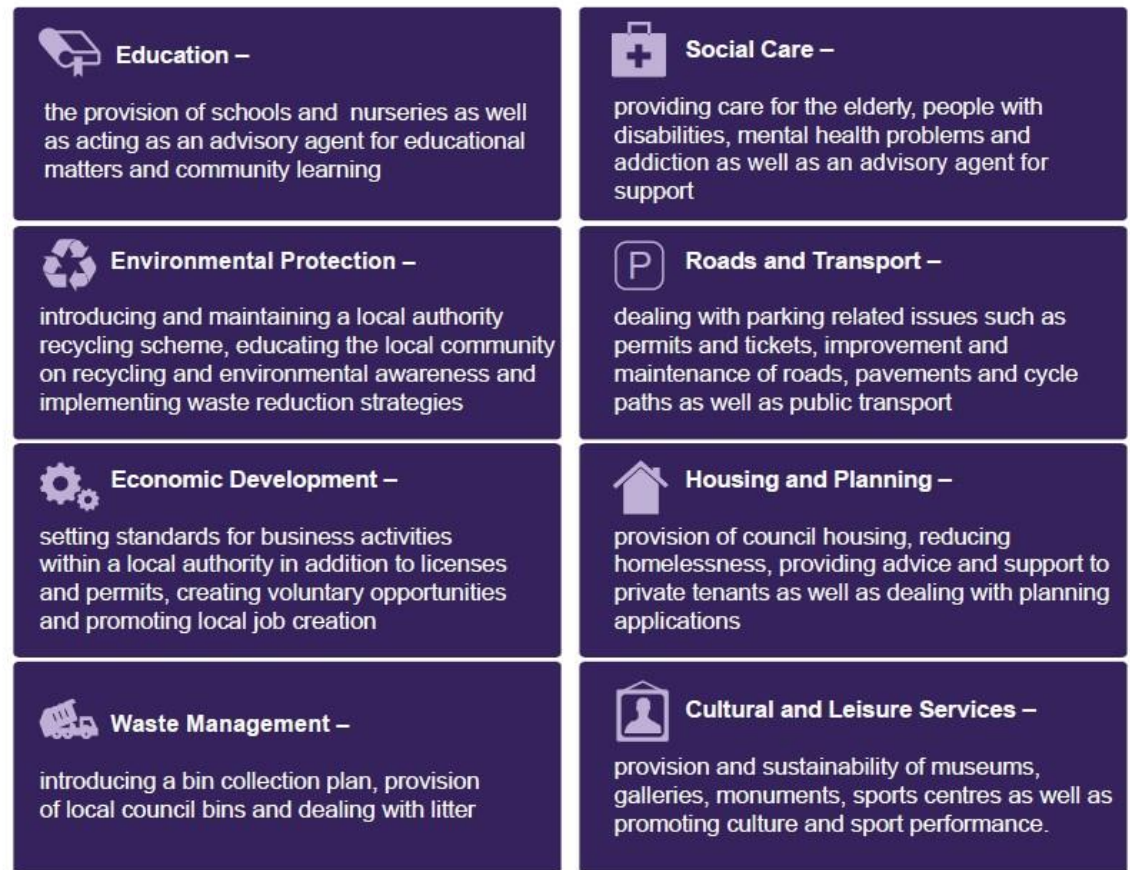 Education –
the provision of schools and nurseries as well
as acting as an advisory agent for educational
matters and community learning
Social Care –
providing care for the elderly, people with
disabilities, mental health problems and
addiction as well as an advisory agent for
support
Environmental Protection –
introducing and maintaining a local authority
recycling scheme, educating the local community
on recycling and environmental awareness and
implementing waste reduction strategies
P
Roads and Transport –
dealing with parking related issues such as
permits and tickets, improvement and
maintenance of roads, pavements and cycle
paths as well as public transport
Economic Development –
setting standards for business activities
within a local authority in addition to licenses
and permits, creating voluntary opportunities
and promoting local job creation
Housing and Planning –
provision of council housing, reducing
homelessness, providing advice and support to
private tenants as well as dealing with planning
applications
Waste Management –
introducing a bin collection plan, provision
of local council bins and dealing with litter
Cultural and Leisure Services –
provision and sustainability of museums,
galleries, monuments, sports centres as well as
promoting culture and sport performance.